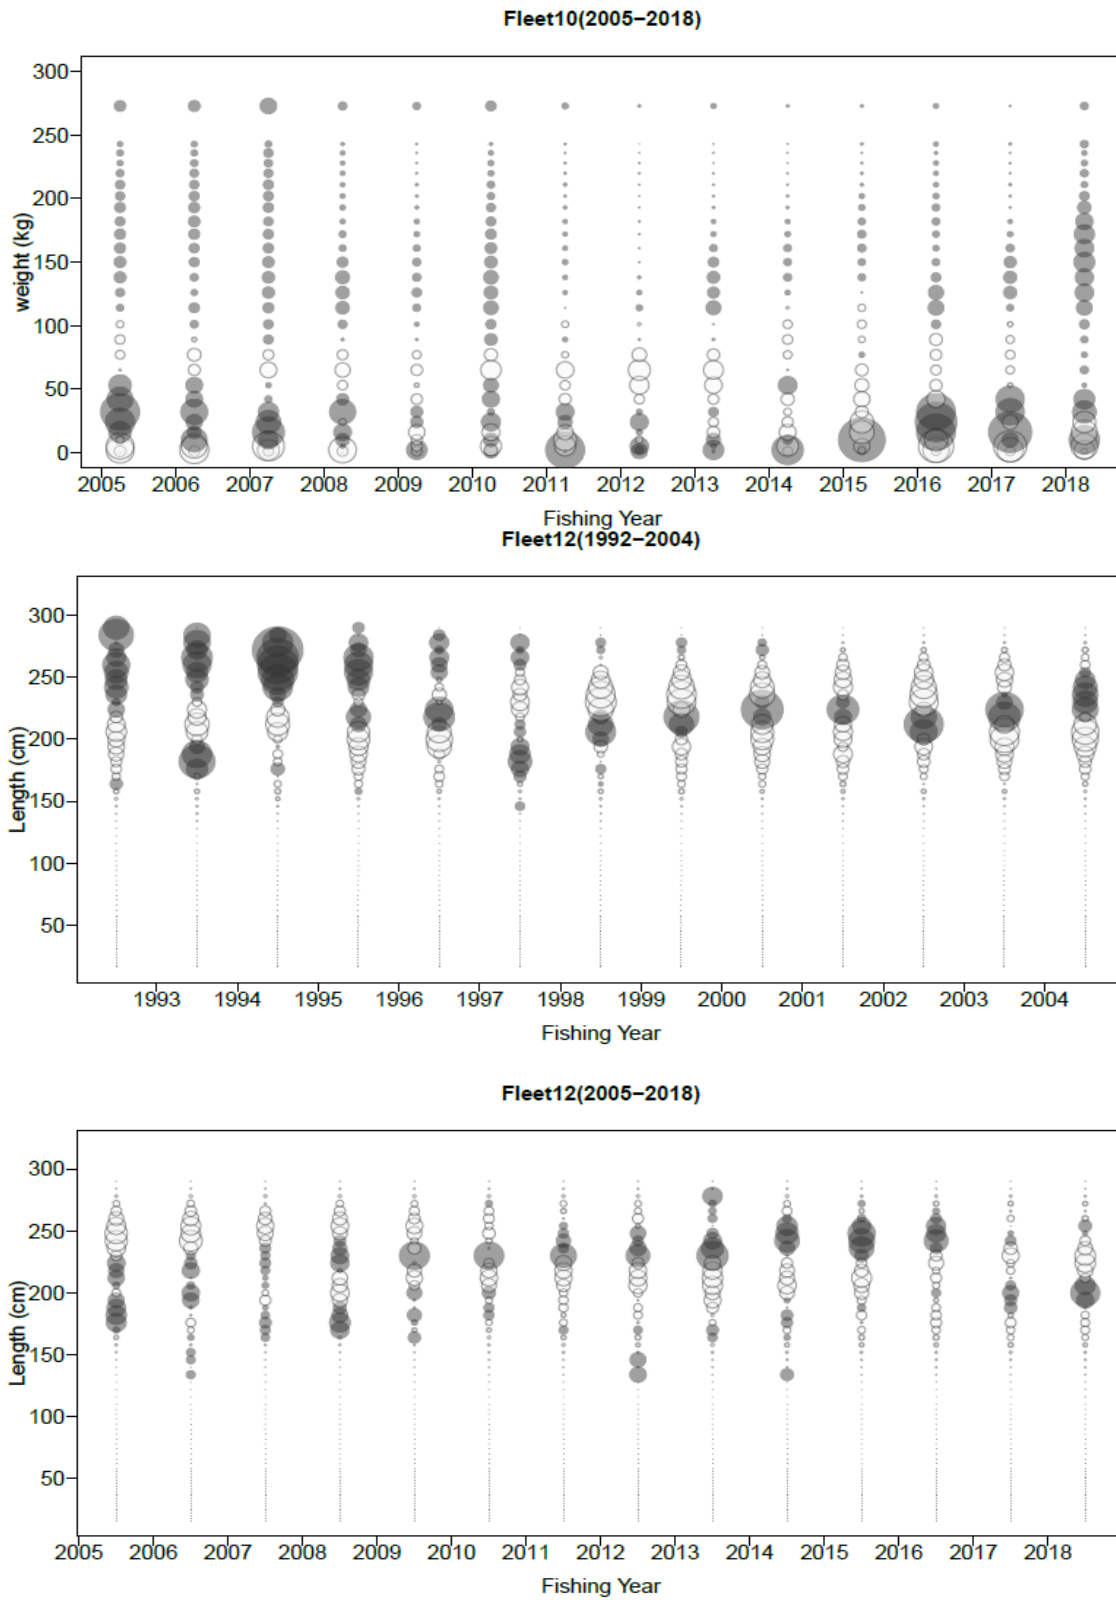 Fleet10(2005−2018)
300
250
200
150
100
50
0
weight (kg)
2005 2006 2007 2008 2009 2010 2011 2012 2013 2014 2015 2016 2017 2018
Fishing Year
Fleet12(1992−2004)
300
250
200
150
100
50
Length (cm)
1993 1994 1995 1996 1997 1998 1999 2000 2001 2002 2003 2004
Fishing Year
Fleet12(2005−2018)
300
250
200
150
100
50
Length (cm)
2005 2006 2007 2008 2009 2010 2011 2012 2013 2014 2015 2016 2017 2018
Fishing Year